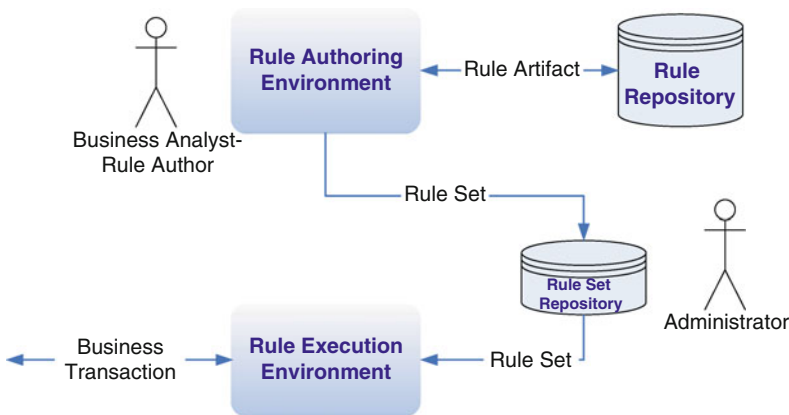 Rule Authoring
Environment
Rule Artifact
Rule
Repository
Business Analyst-
Rule Author
Rule Set
Rule Set
Repository
Administrator
Business
Transaction
Rule Execution
Environment
Rule Set